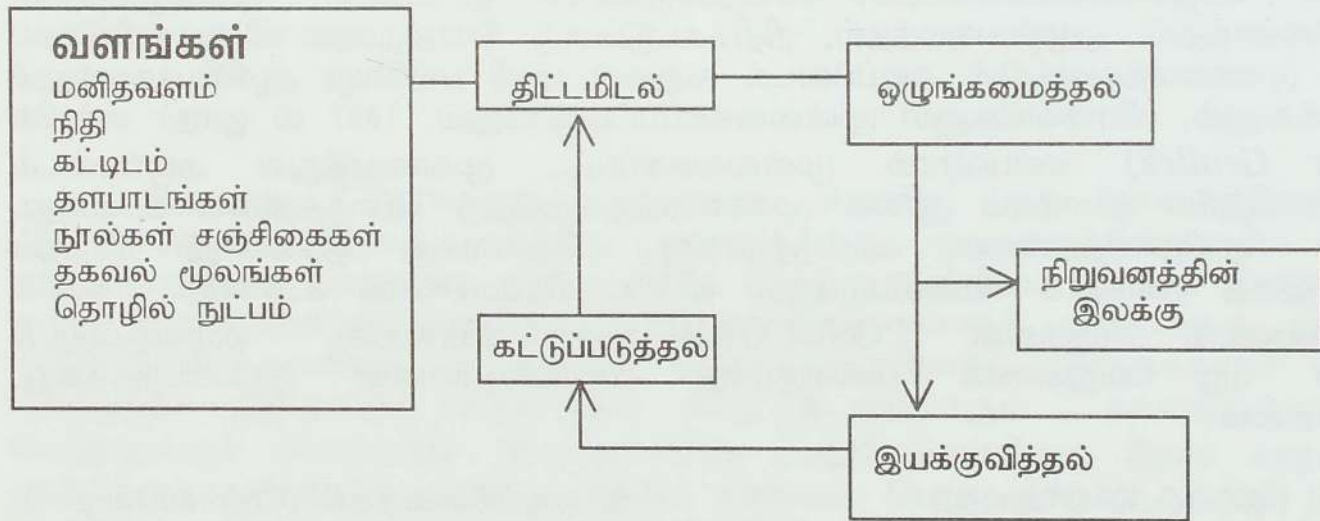 வளங்கள்
மனிதவளம்
நிதி
கட்டிடம்
தளபாடங்கள்
நூல்கள் சஞ்சிகைகள்
தகவல் மூலங்கள்
தொழில் நுட்பம்
திட்டமிடல்
ஒழுங்கமைத்தல்
நிறுவனத்தின்
இலக்கு
கட்டுப்படுத்தல்
இயக்குவித்தல்